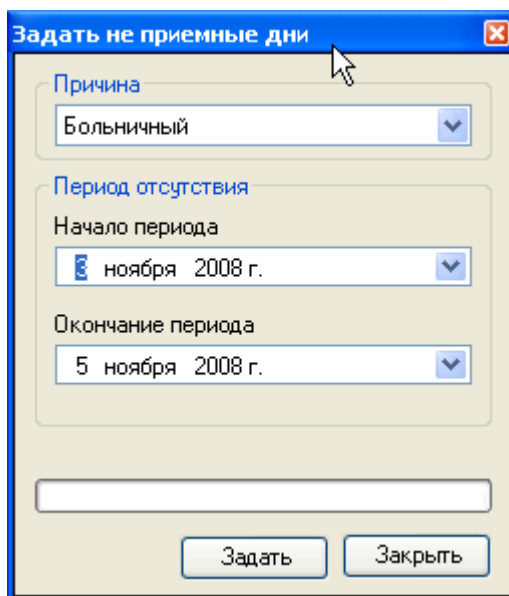 Задать не приемные дни
Причина
Больничный
Период отсутствия
Начало периода
3 ноября 2008 г.
Окончание периода
5 ноября 2008 г.
Задать Закрыть